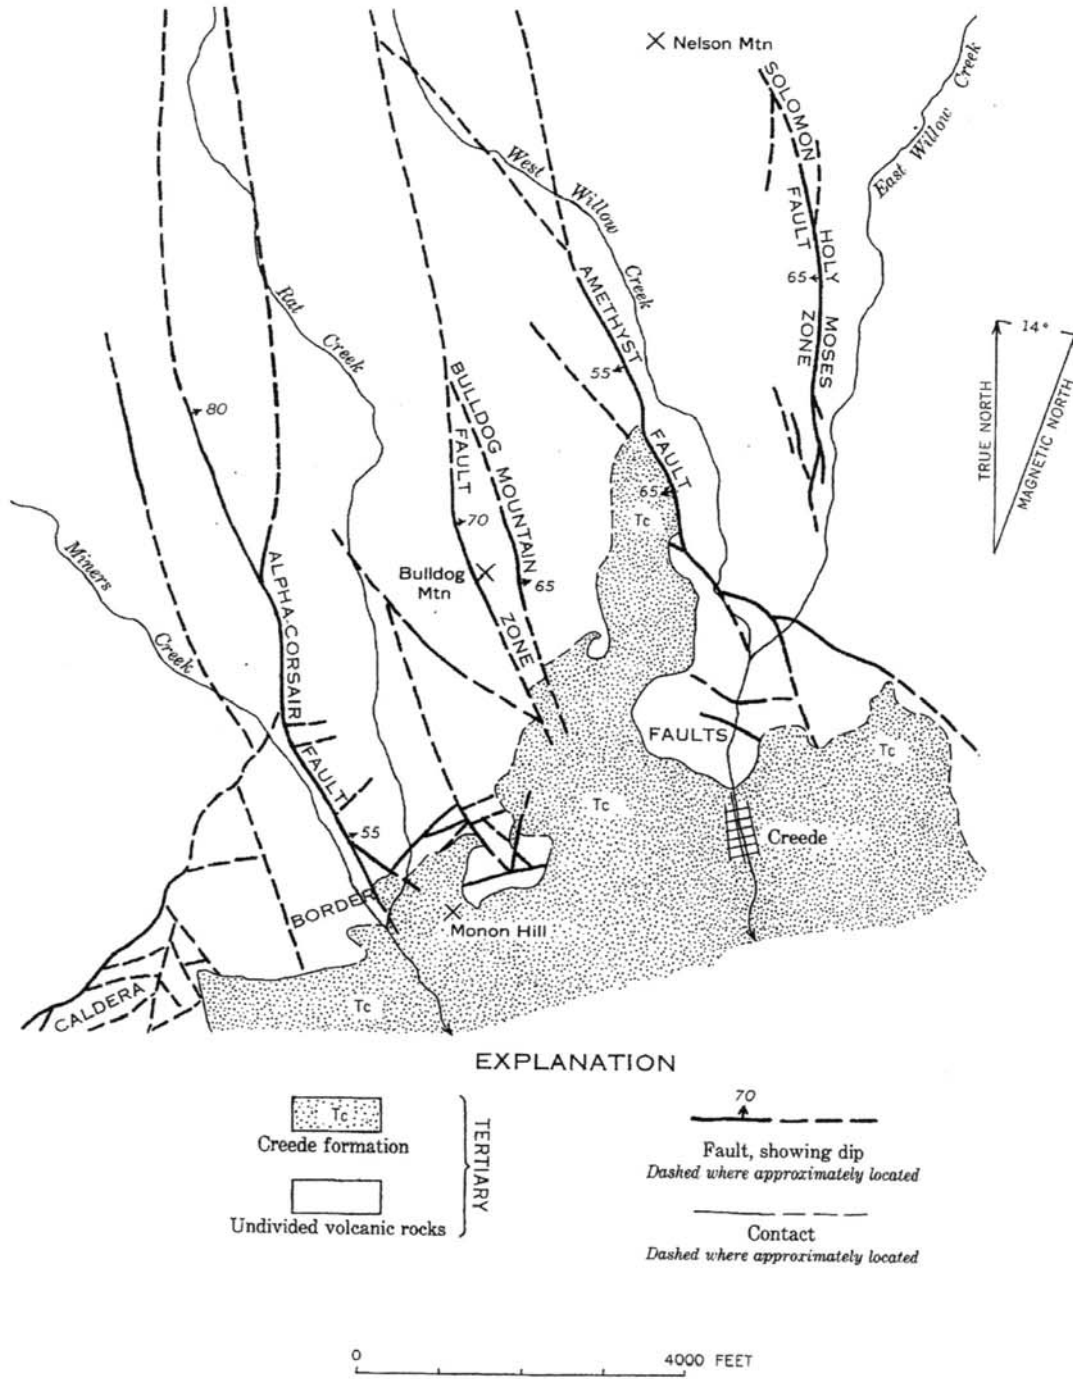 Nelson Mtn
SOLOMON
FAULT
HOLY MOSES
ZONE
65
East Willow Creek
West Willow Creek
Rat Creek
AMETHYST
FAULT
55
65
14°
TRUE NORTH
MAGNETIC NORTH
80
BULLDOG MOUNTAIN
FAULT
ZONE
70
65
Bulldog
Mtn
Tc
Miners Creek
ALPHA-CORSAIR
FAULT
55
FAULTS
Tc
Tc
Creede
BORDER
Monon Hill
CALDERA
Tc
EXPLANATION
Tc
Creede formation
Undivided volcanic rocks
TERTIARY
70
Fault, showing dip
Dashed where approximately located
Contact
Dashed where approximately located
0 4000 FEET